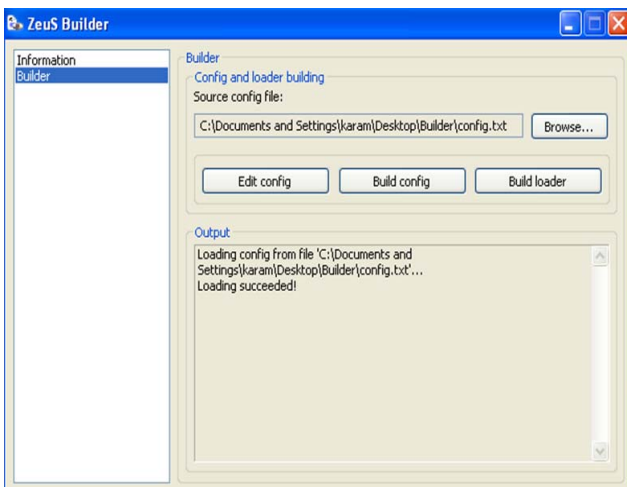 ZeuS Builder
Information
Builder
Builder
Config and loader building
Source config file:
C:\Documents and Settings\karam\Desktop\Builder\config.txt
Browse...
Edit config
Build config
Build loader
Output
Loading config from file 'C:\Documents and
Settings\karam\Desktop\Builder\config.txt'...
Loading succeeded!